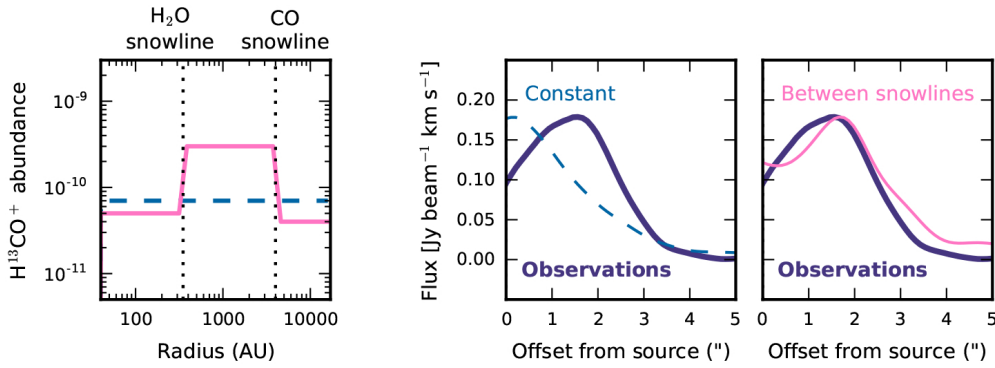 H₂O
snowline
CO
snowline
H¹³CO⁺ abundance
10⁻⁹
10⁻¹⁰
10⁻¹¹
100 1000 10000
Radius (AU)
Flux [Jy beam⁻¹ km s⁻¹]
0.20
0.15
0.10
0.05
0.00
Constant
Observations
0 1 2 3 4 5
Offset from source (")
Between snowlines
Observations
0 1 2 3 4 5
Offset from source (")